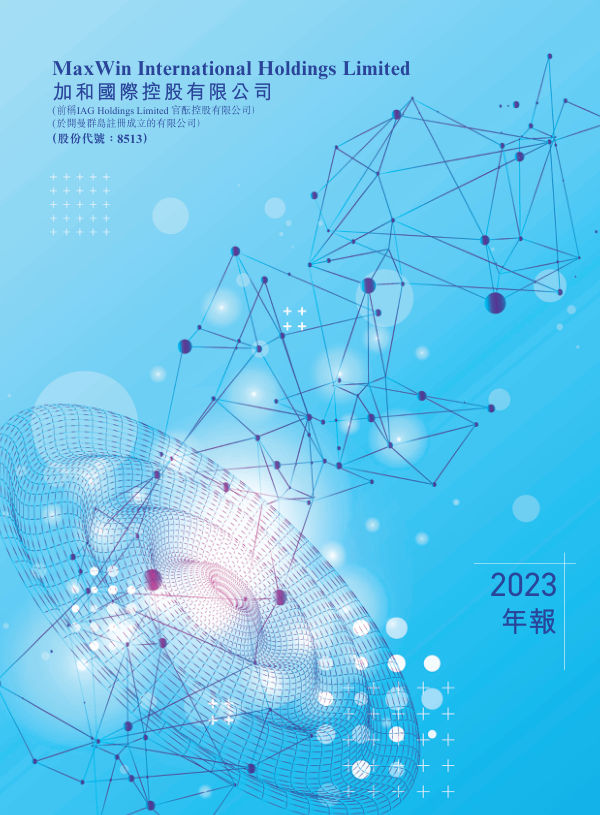 MaxWin International Holdings Limited
加和國際控股有限公司
(前稱IAG Holdings Limited 官酝控股有限公司)
(於開曼群島註冊成立的有限公司)
(股份代號：8513)
2023
年報